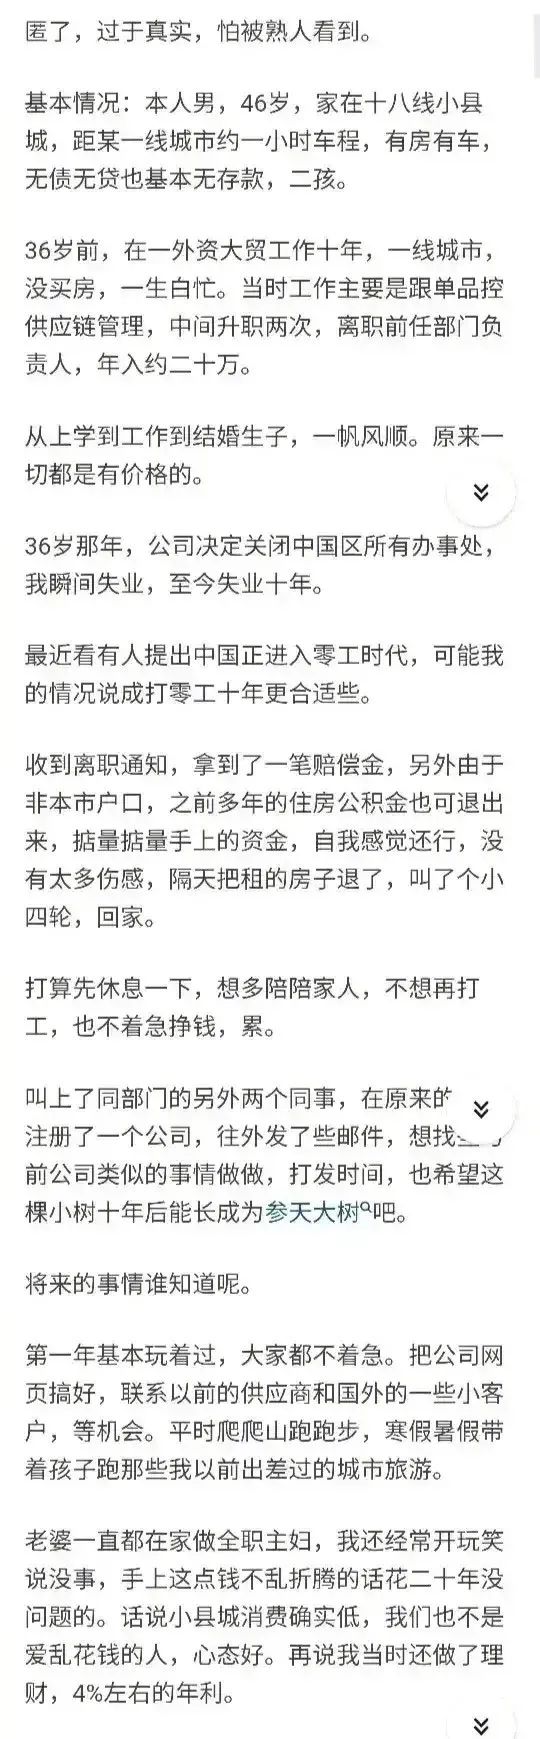 匿了，过于真实，怕被熟人看到。
基本情况：本人男，46岁，家在十八线小县
城，距某一线城市约一小时车程，有房有车，
无债无贷也基本无存款，二孩。
36岁前，在一外资大贸工作十年，一线城市，
没买房，一生白忙。当时工作主要是跟单品控
供应链管理，中间升职两次，离职前任部门负
责人，年入约二十万。
从上学到工作到结婚生子，一帆风顺。原来一
切都是有价格的。
36岁那年，公司决定关闭中国区所有办事处，
我瞬间失业，至今失业十年。
最近看有人提出中国正进入零工时代，可能我
的情况说成打零工十年更合适些。
收到离职通知，拿到了一笔赔偿金，另外由于
非本市户口，之前多年的住房公积金也可退出
来，掂量掂量手上的资金，自我感觉还行，没
有太多伤感，隔天把租的房子退了，叫了个小
四轮，回家。
打算先休息一下，想多陪陪家人，不想再打
工，也不着急挣钱，累。
叫上了同部门的另外两个同事，在原来的
注册了一个公司，往外发了些邮件，想找
前公司类似的事情做做，打发时间，也希望这
棵小树十年后能长成为参天大树吧。
将来的事情谁知道呢。
第一年基本玩着过，大家都不着急。把公司网
页搞好，联系以前的供应商和国外的一些小客
户，等机会。平时爬爬山跑跑步，寒假暑假带
着孩子跑那些我以前出差过的城市旅游。
老婆一直都在家做全职主妇，我还经常开玩笑
说没事，手上这点钱不乱折腾的话花二十年没
问题的。话说小县城消费确实低，我们也不是
爱乱花钱的人，心态好。再说我当时还做了理
财，4%左右的年利。